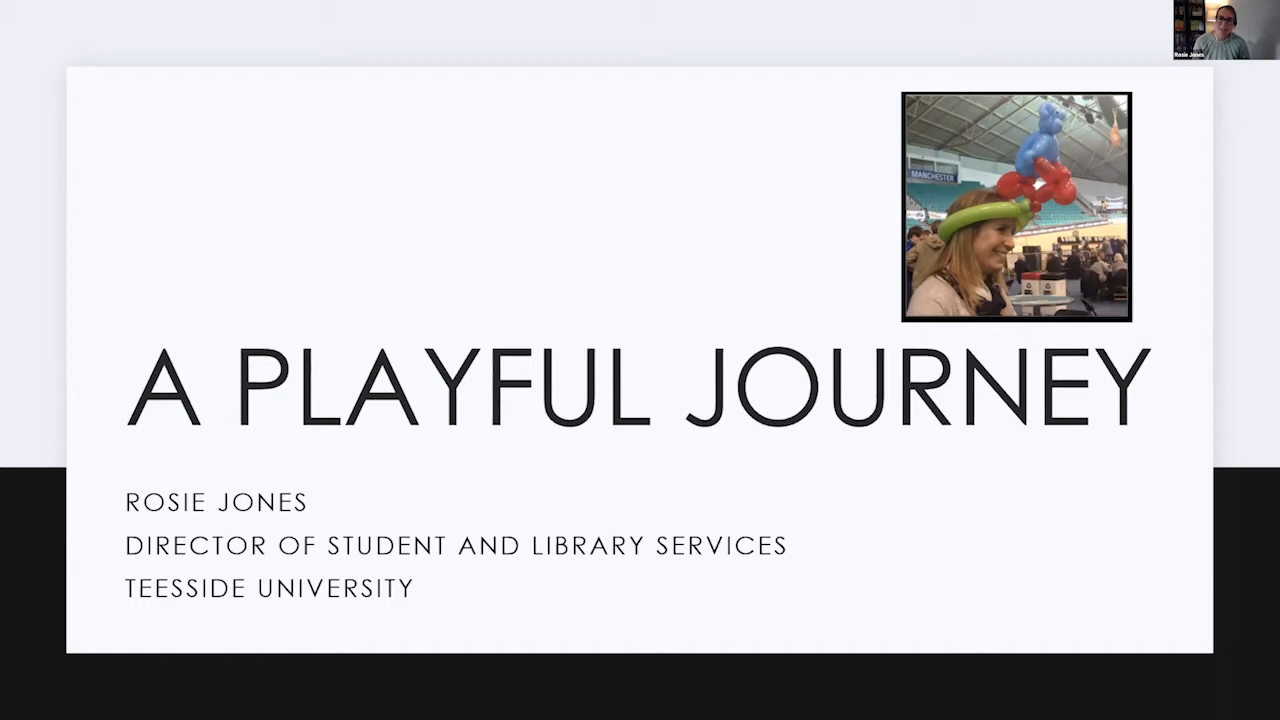 Rosie Jones
MANCHESTER
A PLAYFUL JOURNEY
ROSIE JONES
DIRECTOR OF STUDENT AND LIBRARY SERVICES
TEESSIDE UNIVERSITY